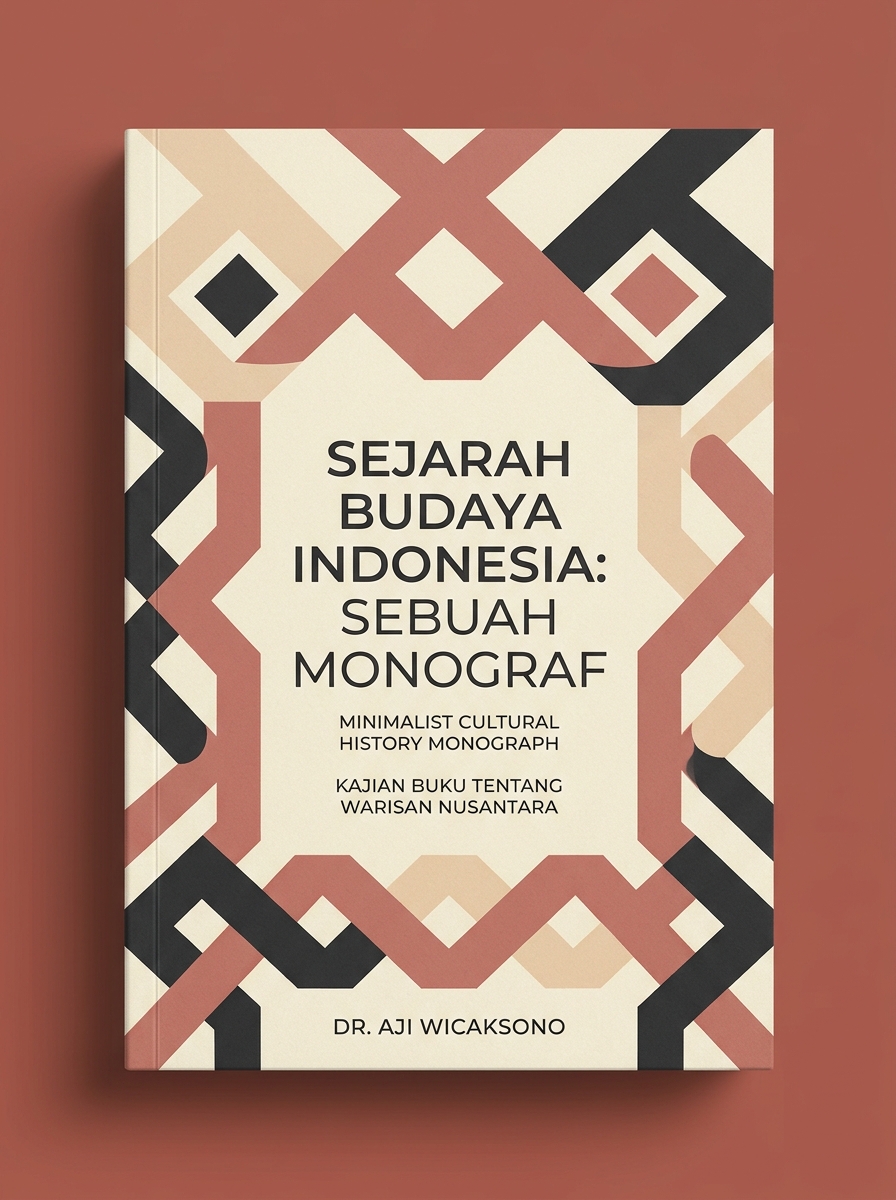 SEJARAH
BUDAYA
INDONESIA:
SEBUAH
MONOGRAF
MINIMALIST CULTURAL
HISTORY MONOGRAPH
KAJIAN BUKU TENTANG
WARISAN NUSANTARA
DR. AJI WICAKSONO